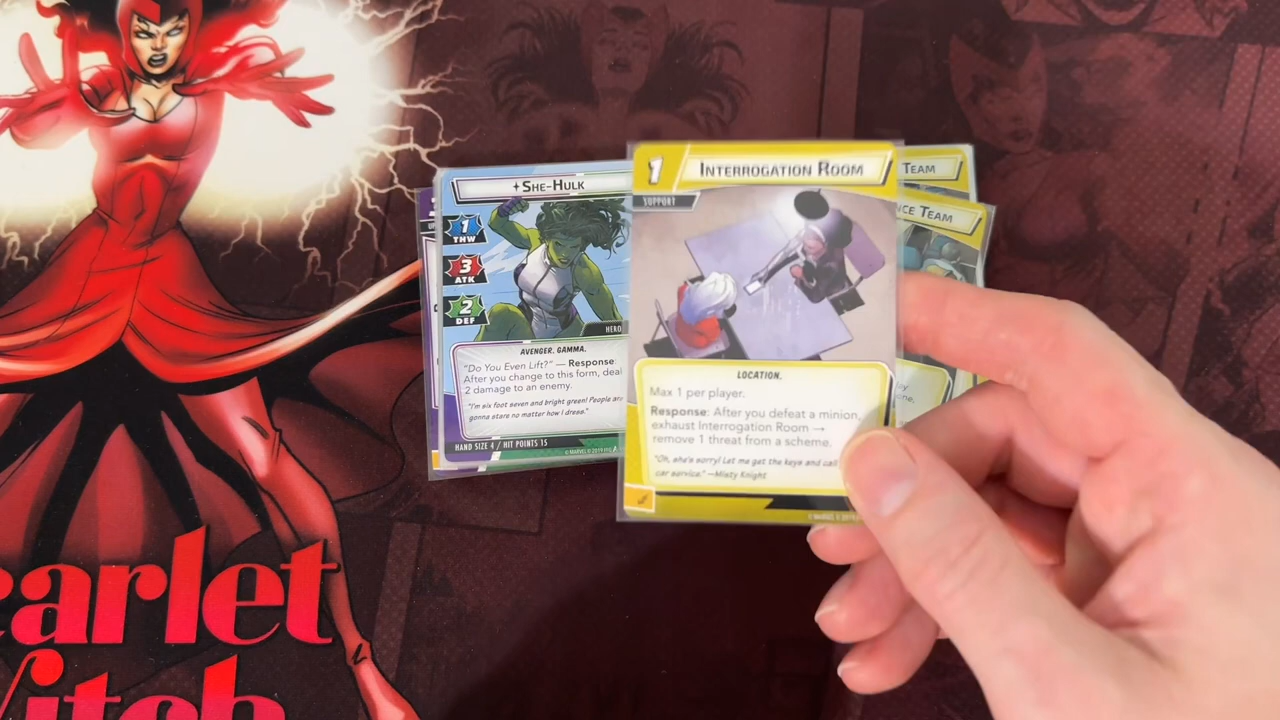 She-Hulk
1
THW
3
ATK
2
DEF
HERO
AVENGER. GAMMA.
"Do You Even Lift?" — Response:
After you change to this form, deal
2 damage to an enemy.
"I'm six foot seven and bright green! People are
gonna stare no matter how I dress."
HAND SIZE 4 / HIT POINTS 15
1
Interrogation Room
SUPPORT
LOCATION.
Max 1 per player.
Response: After you defeat a minion,
exhaust Interrogation Room →
remove 1 threat from a scheme.
"Oh, she's sorry! Let me get the keys and call
car service." —Misty Knight
© MARVEL © 2019
Team
Team
carlet
Witch